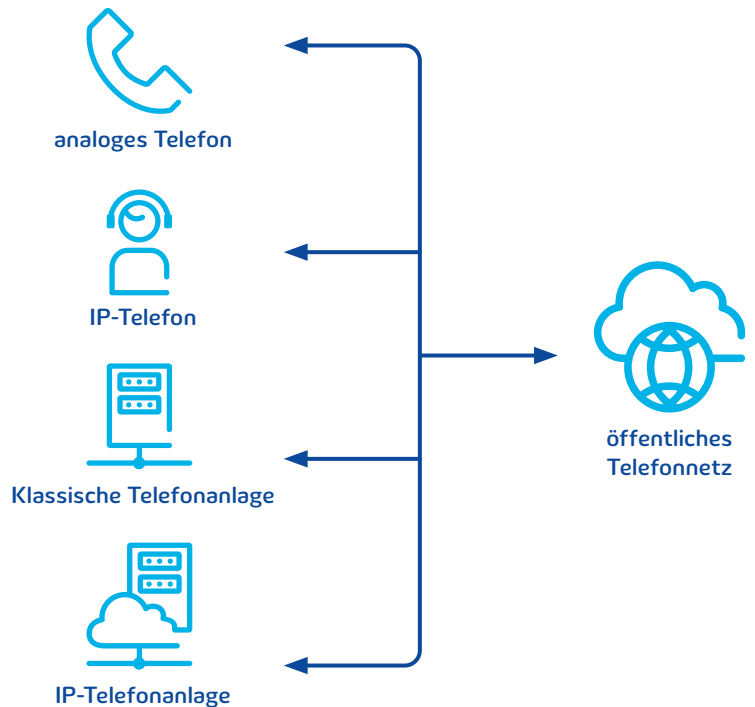 analoges Telefon
IP-Telefon
Klassische Telefonanlage
IP-Telefonanlage
öffentliches
Telefonnetz